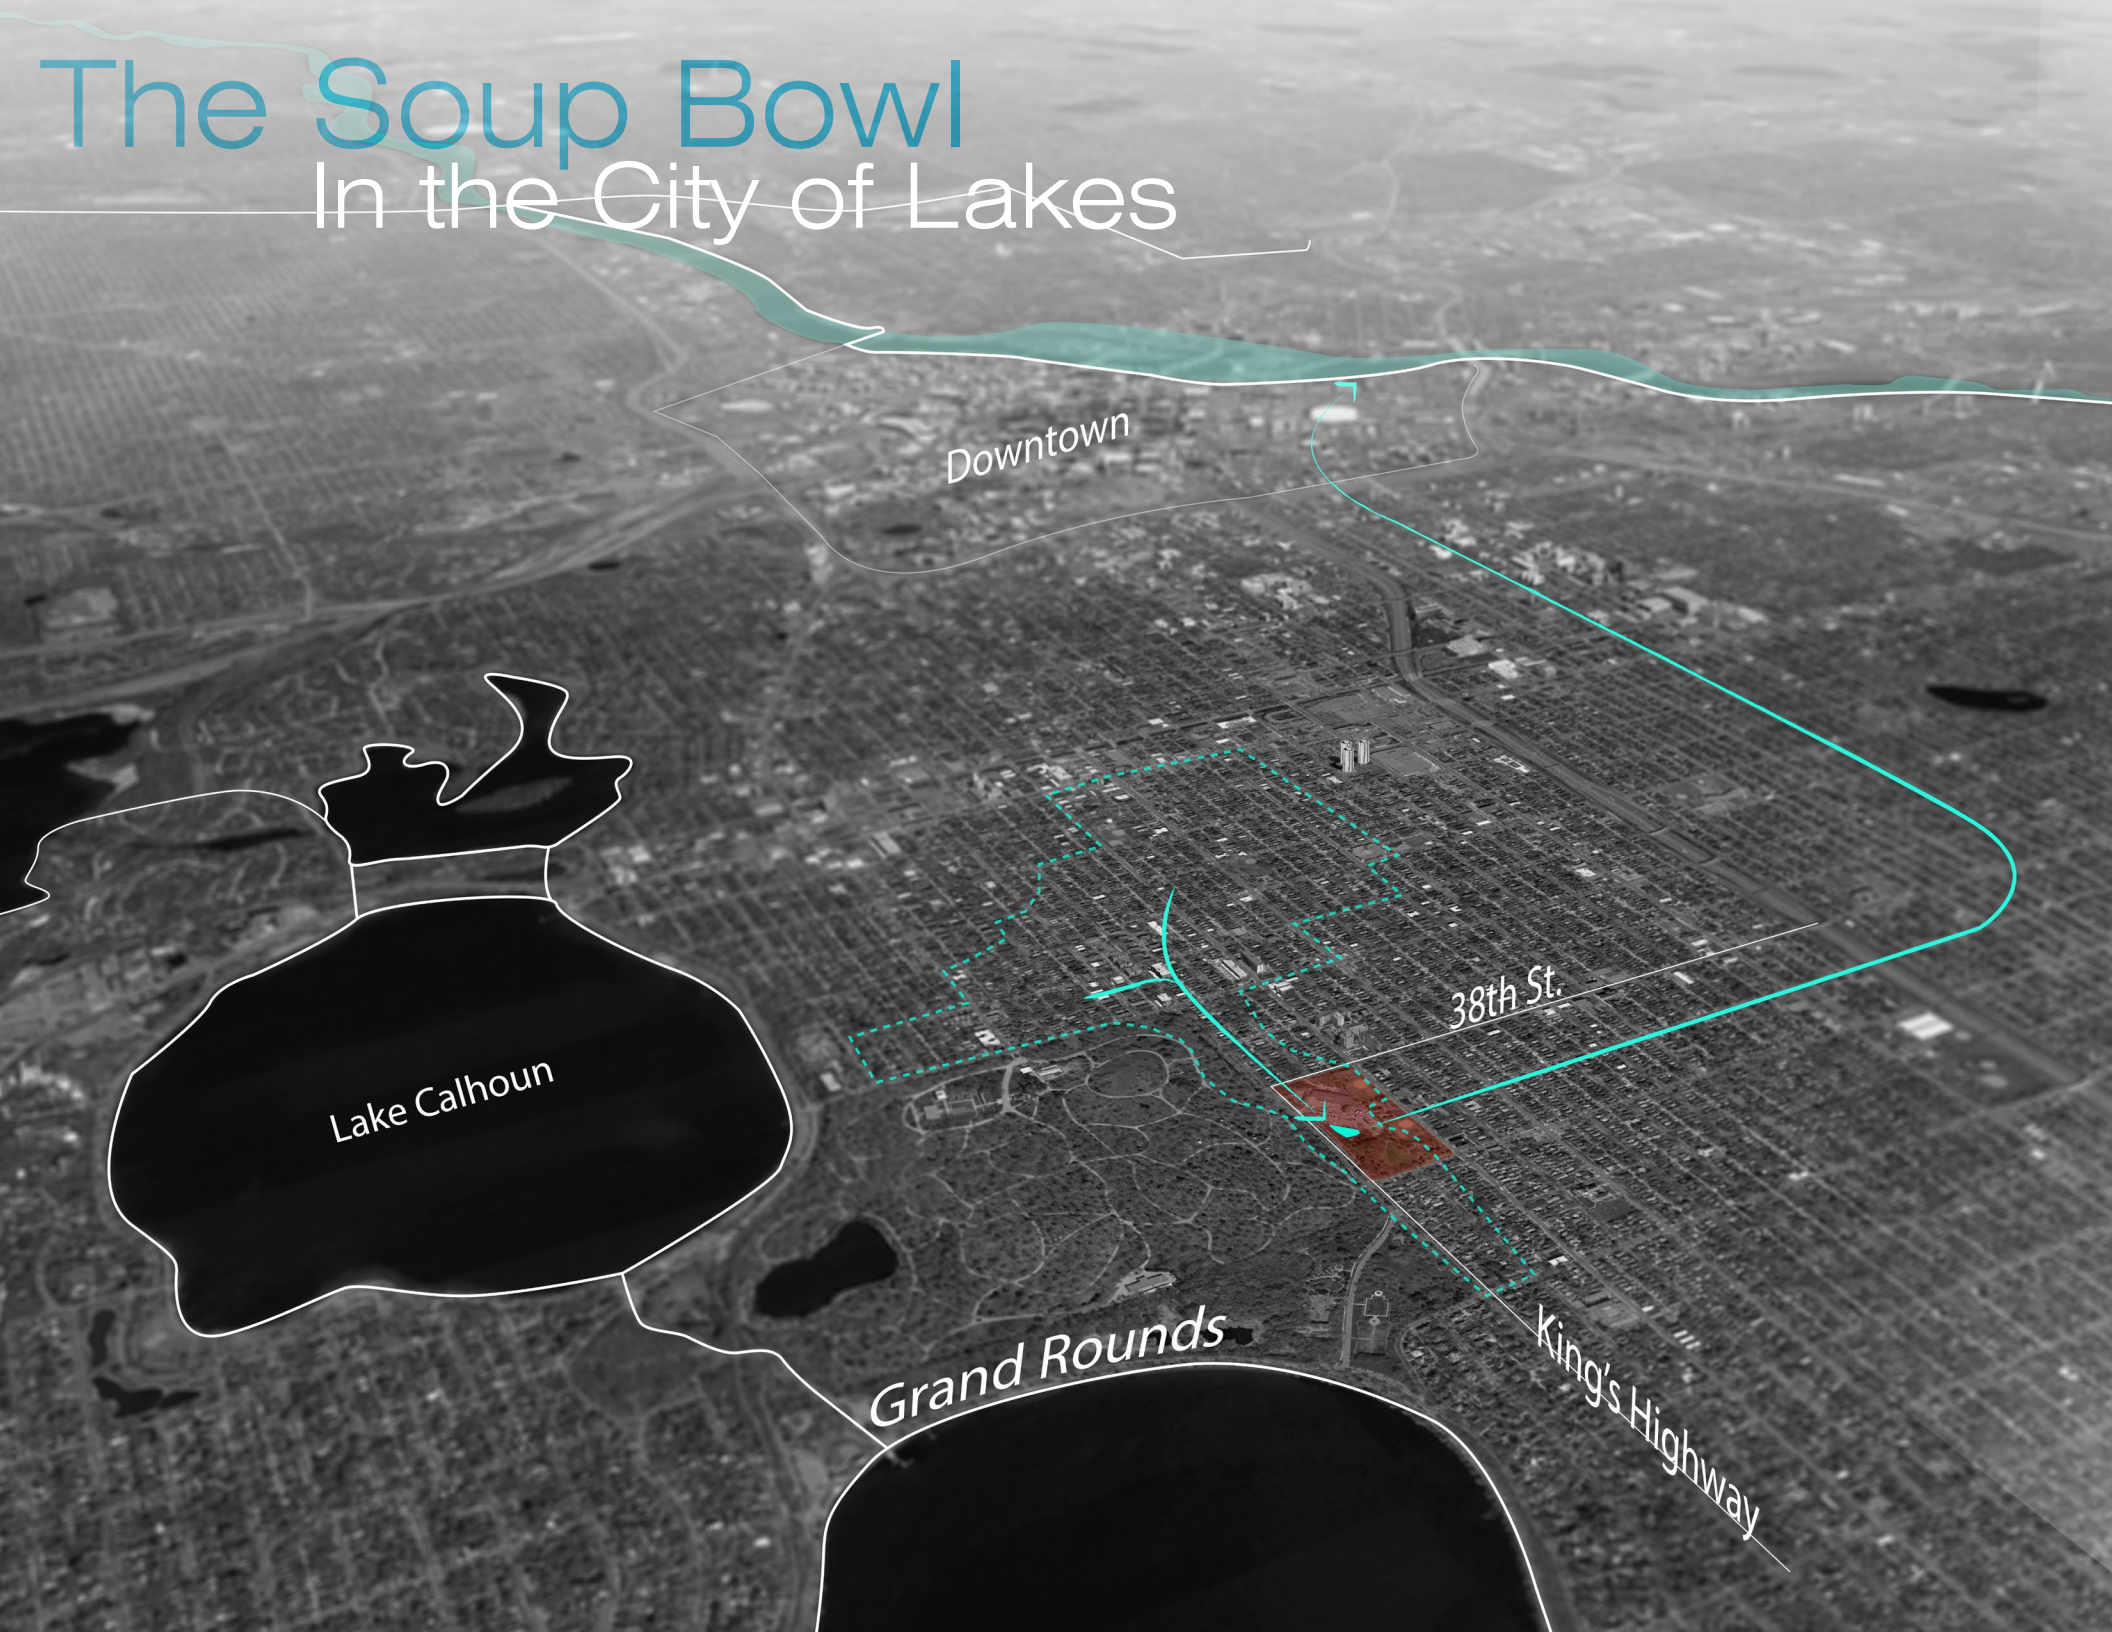 The Soup Bowl
In the City of Lakes
Downtown
38th St.
Lake Calhoun
Grand Rounds
King's Highway